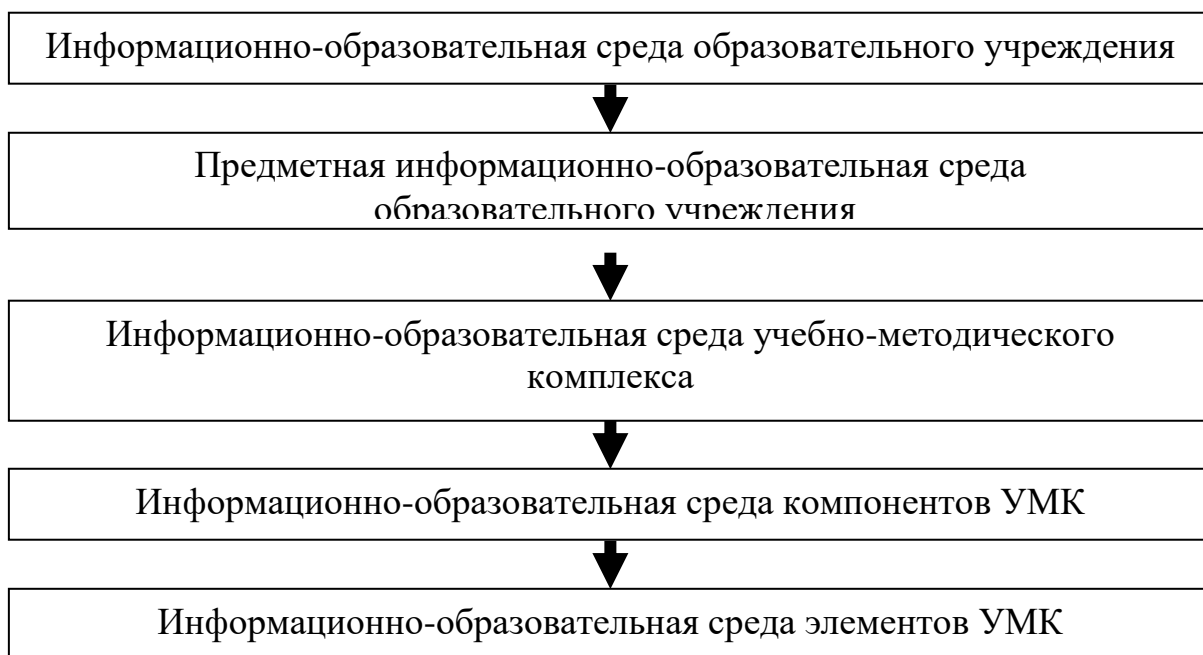 Информационно-образовательная среда образовательного учреждения
Предметная информационно-образовательная среда
образовательного учреждения
Информационно-образовательная среда учебно-методического
комплекса
Информационно-образовательная среда компонентов УМК
Информационно-образовательная среда элементов УМК